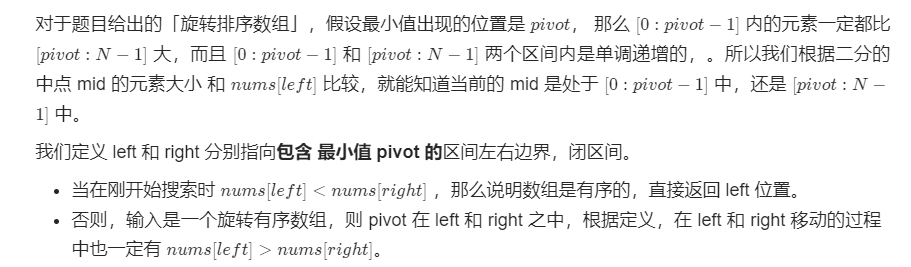 对于题目给出的「旋转排序数组」，假设最小值出现的位置是 pivot， 那么 [0 : pivot − 1] 内的元素一定都比
[pivot : N − 1] 大，而且 [0 : pivot − 1] 和 [pivot : N − 1] 两个区间内是单调递增的，。所以我们根据二分的
中点 mid 的元素大小 和 nums[left] 比较，就能知道当前的 mid 是处于 [0 : pivot − 1] 中，还是 [pivot : N −
1] 中。
我们定义 left 和 right 分别指向包含 最小值 pivot 的区间左右边界，闭区间。
• 当在刚开始搜索时 nums[left] < nums[right] ，那么说明数组是有序的，直接返回 left 位置。
• 否则，输入是一个旋转有序数组，则 pivot 在 left 和 right 之中，根据定义，在 left 和 right 移动的过程
中也一定有 nums[left] > nums[right]。